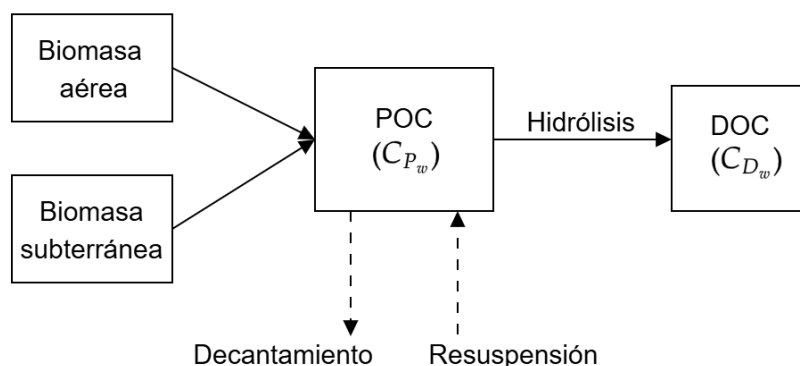 Biomasa
aérea
POC
(C_{P_w})
Hidrólisis
DOC
(C_{D_w})
Biomasa
subterránea
Decantamiento
Resuspensión